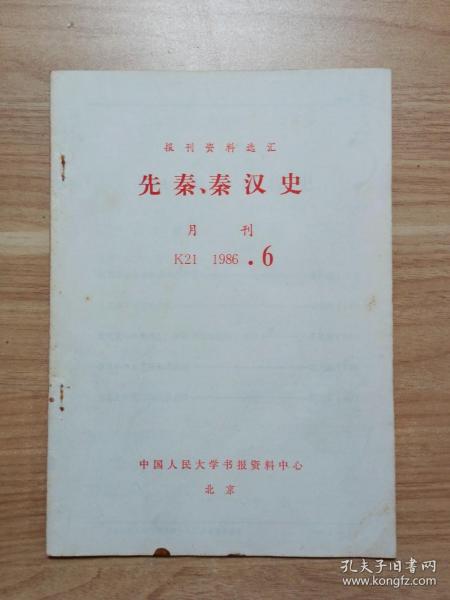 报刊资料选汇
先秦、秦汉史
月刊
K21 1986.6
中国人民大学书报资料中心
北京
孔夫子旧书网
www.kongfz.com